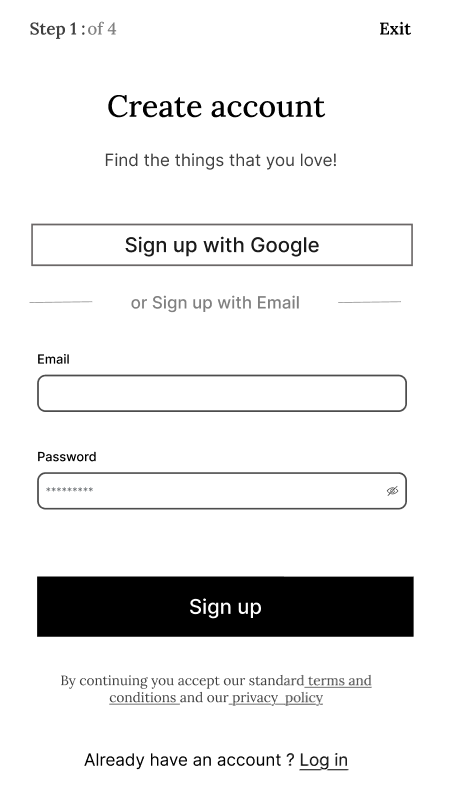 Step 1 : of 4
Exit
Create account
Find the things that you love!
Sign up with Google
or Sign up with Email
Email
Password
*********
Sign up
By continuing you accept our standard terms and
conditions and our privacy policy
Already have an account ? Log in